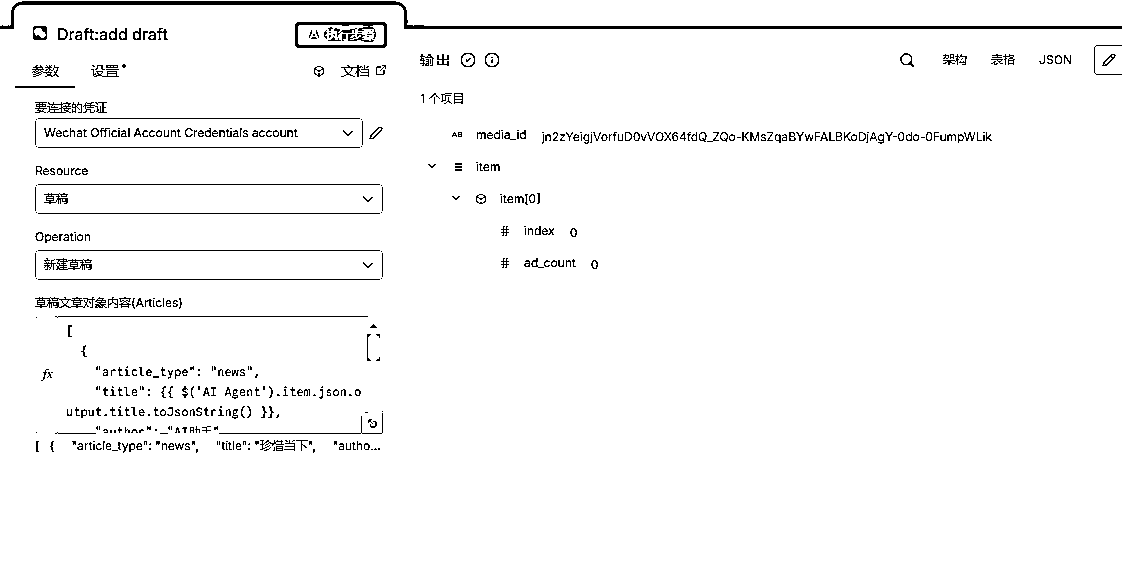 Draft:add draft
执行步骤
参数
设置
文档
要连接的凭证
Wechat Official Account Credentials account
Resource
草稿
Operation
新建草稿
草稿文章对象内容(Articles)
fx
[
{
"article_type": "news",
"title": {{ $('AI Agent').item.json.o
utput.title.toJsonString() }},
"author": "AI助手"
[ { "article_type": "news", "title": "珍惜当下", "autho...
输出
架构
表格
JSON
1 个项目
media_id jn2zYeigjVorfuD0vVOX64fdQ_ZQo-KMsZqaBYwFALBKoDjAgY-0do-0FumpWLik
item
item[0]
# index 0
# ad_count 0